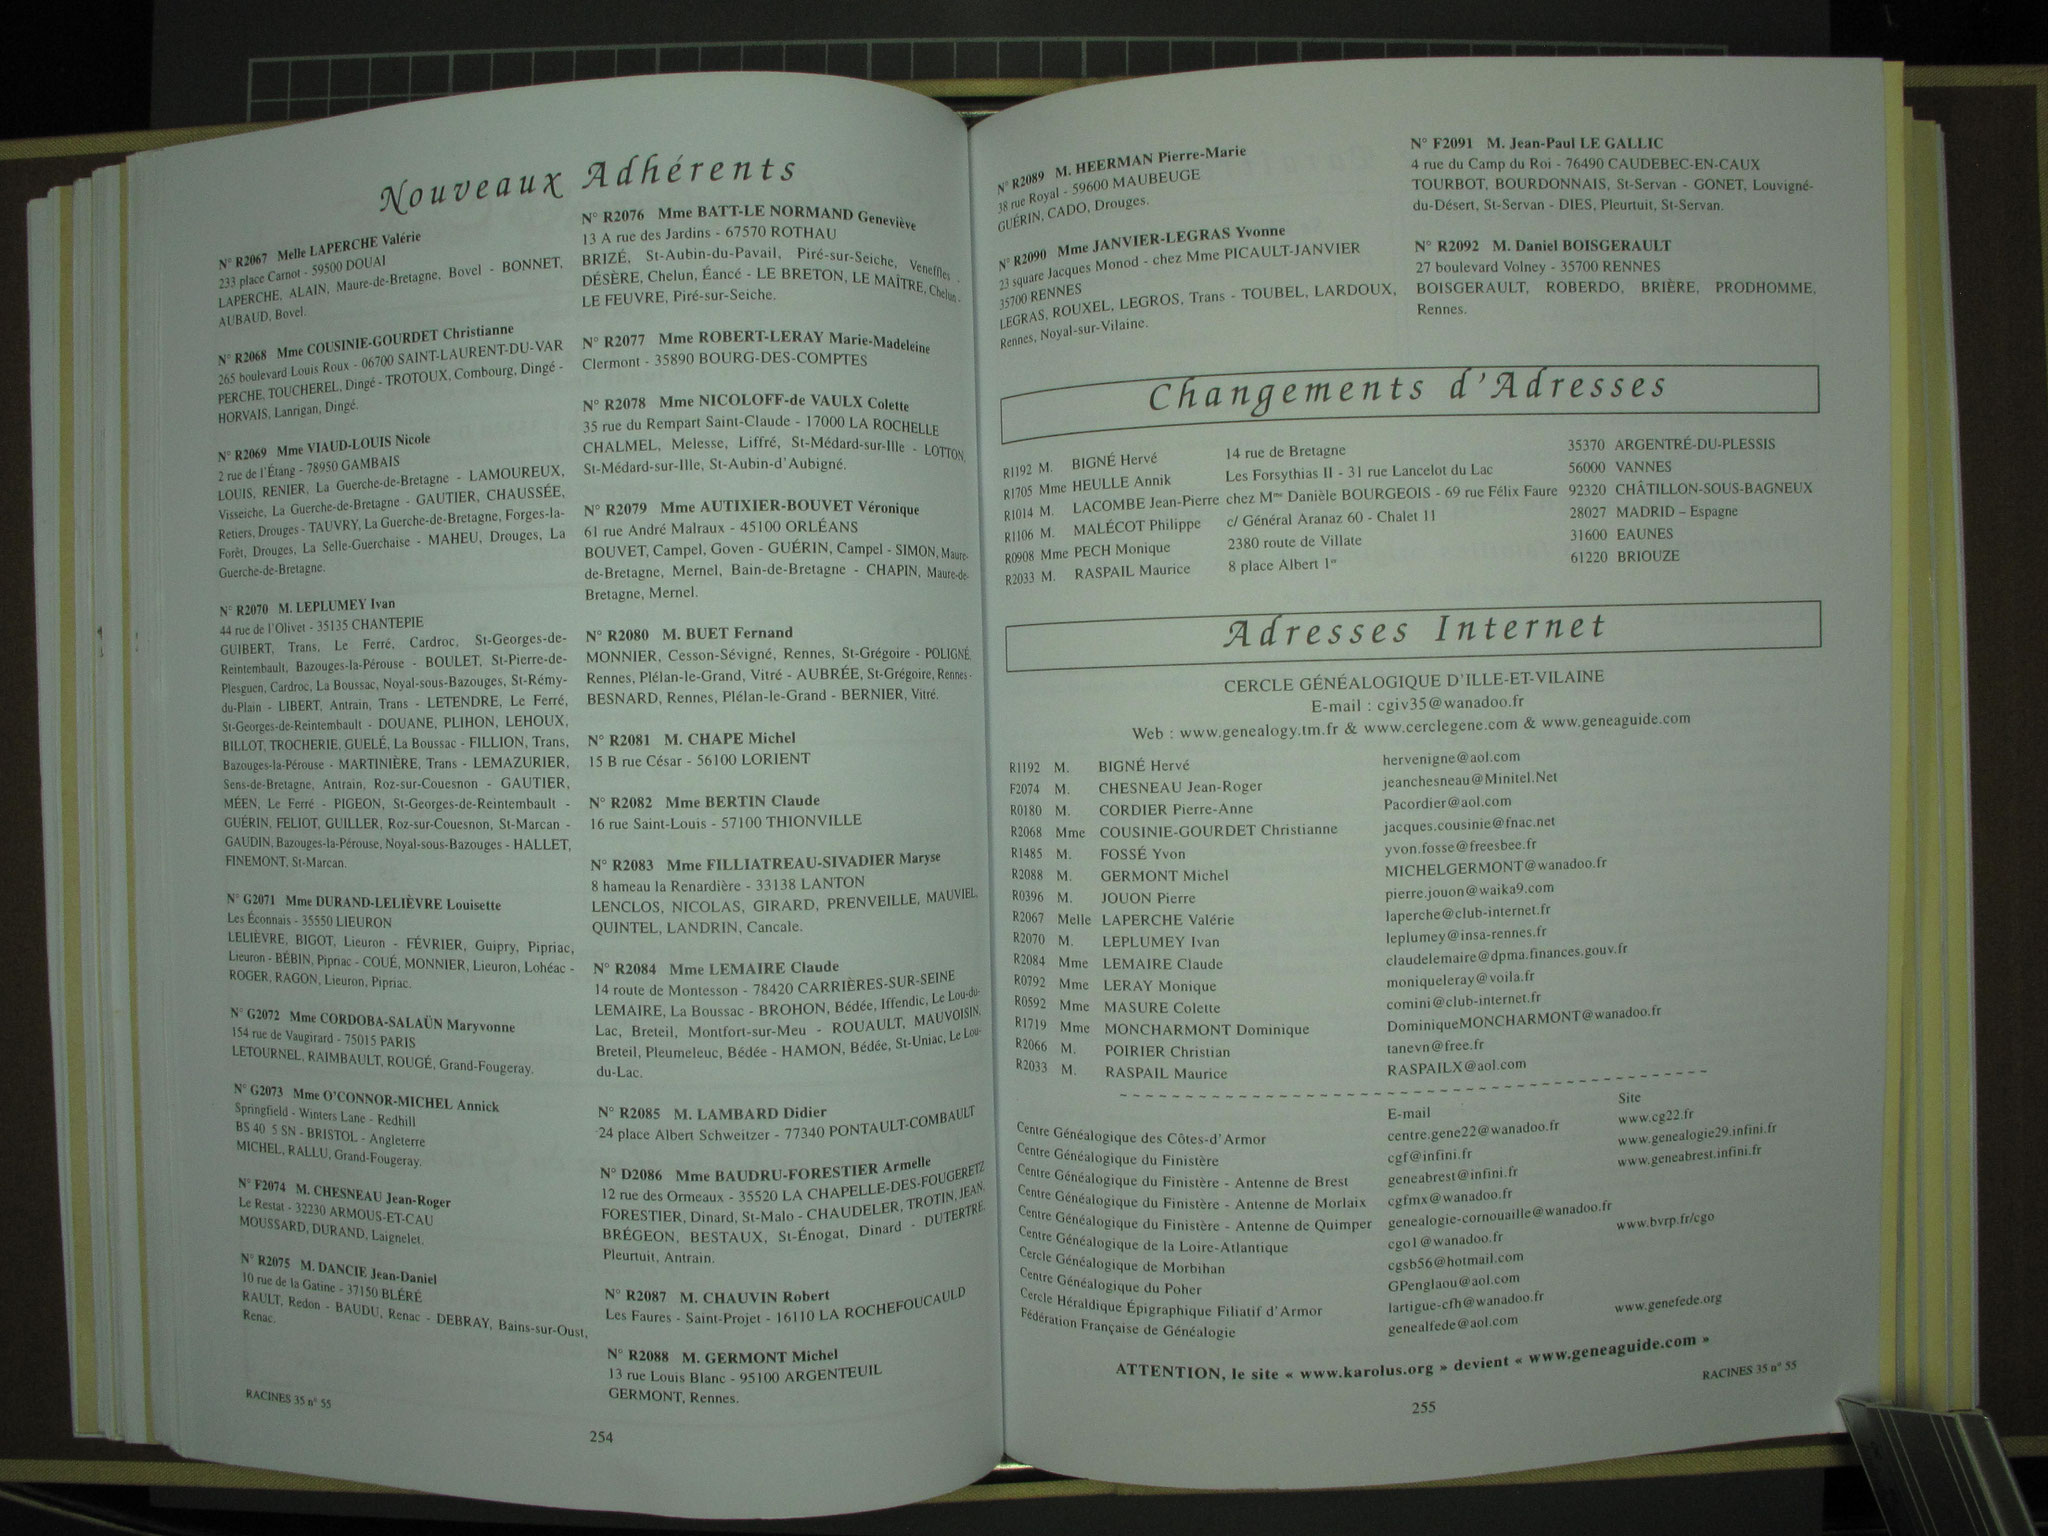 Nouveaux Adhérents
N° R2067 Melle LAPERCHE Valérie
233 place Carnot - 59500 DOUAI
LAPERCHE, ALAIN, Maure-de-Bretagne, Bovel - BONNET,
AUBAUD, Bovel.
N° R2068 Mme COUSINIE-GOURDET Christianne
265 boulevard Louis Roux - 06700 SAINT-LAURENT-DU-VAR
PERCHE, TOUCHEREL, Dingé - TROTOUX, Combourg, Dingé -
HORVAIS, Lanrigan, Dingé.
N° R2069 Mme VIAUD-LOUIS Nicole
2 rue de l'Étang - 78950 GAMBAIS
LOUIS, RENIER, La Guerche-de-Bretagne - LAMOUREUX,
Visseiche, La Guerche-de-Bretagne - GAUTIER, CHAUSSÉE,
Retiers, Drouges - TAUVRY, La Guerche-de-Bretagne, Forges-la-
Forêt, Drouges, La Selle-Guerchaise - MAHEU, Drouges, La
Guerche-de-Bretagne.
N° R2070 M. LEPLUMEY Ivan
44 rue de l'Olivet - 35135 CHANTEPIE
GUIBERT, Trans, Le Ferré, Cardroc, St-Georges-de-
Reintembault, Bazouges-la-Pérouse - BOULET, St-Pierre-de-
Plesguen, Cardroc, La Boussac, Noyal-sous-Bazouges, St-Rémy-
du-Plain - LIBERT, Antrain, Trans - LETENDRE, Le Ferré,
St-Georges-de-Reintembault - DOUANE, PLIHON, LEHOUX,
BILLOT, TROCHERIE, GUELÉ, La Boussac - FILLION, Trans,
Bazouges-la-Pérouse - MARTINIÈRE, Trans - LEMAZURIER,
Sens-de-Bretagne, Antrain, Roz-sur-Couesnon - GAUTIER,
MÉEN, Le Ferré - PIGEON, St-Georges-de-Reintembault -
GUÉRIN, FELIOT, GUILLER, Roz-sur-Couesnon, St-Marcan -
GAUDIN, Bazouges-la-Pérouse, Noyal-sous-Bazouges - HALLET,
FINEMONT, St-Marcan.
N° G2071 Mme DURAND-LELIÈVRE Louisette
Les Éconnais - 35550 LIEURON
LELIÈVRE, BIGOT, Lieuron - FÉVRIER, Guipry, Pipriac,
Lieuron - BÉBIN, Pipriac - COUÉ, MONNIER, Lieuron, Lohéac -
ROGER, RAGON, Lieuron, Pipriac.
N° G2072 Mme CORDOBA-SALAÜN Maryvonne
154 rue de Vaugirard - 75015 PARIS
LETOURNEL, RAIMBAULT, ROUGÉ, Grand-Fougeray.
N° G2073 Mme O'CONNOR-MICHEL Annick
Springfield - Winters Lane - Redhill
BS 40 5 SN - BRISTOL - Angleterre
MICHEL, RALLU, Grand-Fougeray.
N° F2074 M. CHESNEAU Jean-Roger
Le Restat - 32230 ARMOUS-ET-CAU
MOUSSARD, DURAND, Laignelet.
N° R2075 M. DANCIE Jean-Daniel
10 rue de la Gatine - 37150 BLÉRÉ
RAULT, Redon - BAUDU, Renac - DEBRAY, Bains-sur-Oust,
Renac.
N° R2076 Mme BATT-LE NORMAND Geneviève
13 A rue des Jardins - 67570 ROTHAU
BRIZÉ, St-Aubin-du-Pavail, Piré-sur-Seiche, Veneffles -
DÉSÈRE, Chelun, Éancé - LE BRETON, LE MAÎTRE, Chelun -
LE FEUVRE, Piré-sur-Seiche.
N° R2077 Mme ROBERT-LERAY Marie-Madeleine
Clermont - 35890 BOURG-DES-COMPTES
N° R2078 Mme NICOLOFF-de VAULX Colette
35 rue du Rempart Saint-Claude - 17000 LA ROCHELLE
CHALMEL, Melesse, Liffré, St-Médard-sur-Ille - LOTTON,
St-Médard-sur-Ille, St-Aubin-d'Aubigné.
N° R2079 Mme AUTIXIER-BOUVET Véronique
61 rue André Malraux - 45100 ORLÉANS
BOUVET, Campel, Goven - GUÉRIN, Campel - SIMON, Maure-
de-Bretagne, Mernel, Bain-de-Bretagne - CHAPIN, Maure-de-
Bretagne, Mernel.
N° R2080 M. BUET Fernand
MONNIER, Cesson-Sévigné, Rennes, St-Grégoire - POLIGNÉ,
Rennes, Plélan-le-Grand, Vitré - AUBRÉE, St-Grégoire, Rennes -
BESNARD, Rennes, Plélan-le-Grand - BERNIER, Vitré.
N° R2081 M. CHAPE Michel
15 B rue César - 56100 LORIENT
N° R2082 Mme BERTIN Claude
16 rue Saint-Louis - 57100 THIONVILLE
N° R2083 Mme FILLIATREAU-SIVADIER Maryse
8 hameau la Renardière - 33138 LANTON
LENCLOS, NICOLAS, GIRARD, PRENVEILLE, MAUVIEL,
QUINTEL, LANDRIN, Cancale.
N° R2084 Mme LEMAIRE Claude
14 route de Montesson - 78420 CARRIÈRES-SUR-SEINE
LEMAIRE, La Boussac - BROHON, Bédée, Iffendic, Le Lou-du-
Lac, Breteil, Montfort-sur-Meu - ROUAULT, MAUVOISIN,
Breteil, Pleumeleuc, Bédée - HAMON, Bédée, St-Uniac, Le Lou-
du-Lac.
N° R2085 M. LAMBARD Didier
24 place Albert Schweitzer - 77340 PONTAULT-COMBAULT
N° D2086 Mme BAUDRU-FORESTIER Armelle
12 rue des Ormeaux - 35520 LA CHAPELLE-DES-FOUGERETZ
FORESTIER, Dinard, St-Malo - CHAUDELER, TROTIN, JEAN,
BRÉGEON, BESTAUX, St-Énogat, Dinard - DUTERTRE,
Pleurtuit, Antrain.
N° R2087 M. CHAUVIN Robert
Les Faures - Saint-Projet - 16110 LA ROCHEFOUCAULD
N° R2088 M. GERMONT Michel
13 rue Louis Blanc - 95100 ARGENTEUIL
GERMONT, Rennes.
RACINES 35 n° 55
254
N° R2089 M. HEERMAN Pierre-Marie
38 rue Royal - 59600 MAUBEUGE
GUÉRIN, CADO, Drouges.
N° R2090 Mme JANVIER-LEGRAS Yvonne
23 square Jacques Monod - chez Mme PICAULT-JANVIER
35700 RENNES
LEGRAS, ROUXEL, LEGROS, Trans - TOUBEL, LARDOUX,
Rennes, Noyal-sur-Vilaine.
N° F2091 M. Jean-Paul LE GALLIC
4 rue du Camp du Roi - 76490 CAUDEBEC-EN-CAUX
TOURBOT, BOURDONNAIS, St-Servan - GONET, Louvigné-
du-Désert, St-Servan - DIES, Pleurtuit, St-Servan.
N° R2092 M. Daniel BOISGERAULT
27 boulevard Volney - 35700 RENNES
BOISGERAULT, ROBERDO, BRIÈRE, PRODHOMME,
Rennes.
Changements d'Adresses
R1192 M. BIGNÉ Hervé 14 rue de Bretagne 35370 ARGENTRÉ-DU-PLESSIS
R1705 Mme HEULLE Annik Les Forsythias II - 31 rue Lancelot du Lac 56000 VANNES
R1014 M. LACOMBE Jean-Pierre chez Mme Danièle BOURGEOIS - 69 rue Félix Faure 92320 CHÂTILLON-SOUS-BAGNEUX
R1106 M. MALÉCOT Philippe c/ Général Aranaz 60 - Chalet 11 28027 MADRID – Espagne
R0908 Mme PECH Monique 2380 route de Villate 31600 EAUNES
R2033 M. RASPAIL Maurice 8 place Albert 1er 61220 BRIOUZE
Adresses Internet
CERCLE GÉNÉALOGIQUE D'ILLE-ET-VILAINE
E-mail : cgiv35@wanadoo.fr
Web : www.genealogy.tm.fr & www.cerclegene.com & www.geneaguide.com
R1192 M. BIGNÉ Hervé hervenigne@aol.com
F2074 M. CHESNEAU Jean-Roger jeanchesneau@Minitel.Net
R0180 M. CORDIER Pierre-Anne Pacordier@aol.com
R2068 Mme COUSINIE-GOURDET Christianne jacques.cousinie@fnac.net
R1485 M. FOSSÉ Yvon yvon.fosse@freesbee.fr
R2088 M. GERMONT Michel MICHELGERMONT@wanadoo.fr
R0396 M. JOUON Pierre pierre.jouon@waika9.com
R2067 Melle LAPERCHE Valérie laperche@club-internet.fr
R2070 M. LEPLUMEY Ivan leplumey@insa-rennes.fr
R2084 Mme LEMAIRE Claude claudelemaire@dpma.finances.gouv.fr
R0792 Mme LERAY Monique moniqueleray@voila.fr
R0592 Mme MASURE Colette comini@club-internet.fr
R1719 Mme MONCHARMONT Dominique DominiqueMONCHARMONT@wanadoo.fr
R2066 M. POIRIER Christian tanevn@free.fr
R2033 M. RASPAIL Maurice RASPAILX@aol.com
E-mail Site
Centre Généalogique des Côtes-d'Armor centre.gene22@wanadoo.fr www.cg22.fr
Centre Généalogique du Finistère cgf@infini.fr www.genealogie29.infini.fr
Centre Généalogique du Finistère - Antenne de Brest geneabrest@infini.fr www.geneabrest.infini.fr
Centre Généalogique du Finistère - Antenne de Morlaix cgfmx@wanadoo.fr
Centre Généalogique du Finistère - Antenne de Quimper genealogie-cornouaille@wanadoo.fr
Centre Généalogique de la Loire-Atlantique cgo1@wanadoo.fr www.bvrp.fr/cgo
Cercle Généalogique de Morbihan cgsb56@hotmail.com
Centre Généalogique du Poher GPenglaou@aol.com
Cercle Héraldique Épigraphique Filiatif d'Armor lartigue-cfh@wanadoo.fr
Fédération Française de Généalogie genealfede@aol.com www.genefede.org
ATTENTION, le site « www.karolus.org » devient « www.geneaguide.com »
RACINES 35 n° 55
255